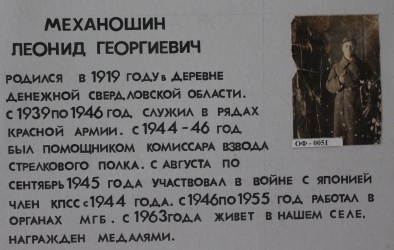 МЕХАНОШИН
ЛЕОНИД ГЕОРГИЕВИЧ
РОДИЛСЯ В 1919 ГОДУ В ДЕРЕВНЕ
ДЕНЕЖНОЙ СВЕРДЛОВСКОЙ ОБЛАСТИ.
С 1939 ПО 1946 ГОД СЛУЖИЛ В РЯДАХ
КРАСНОЙ АРМИИ. С 1944-46 ГОД
БЫЛ ПОМОЩНИКОМ КОМИССАРА ВЗВОДА
СТРЕЛКОВОГО ПОЛКА. С АВГУСТА ПО
СЕНТЯБРЬ 1945 ГОДА УЧАСТВОВАЛ В ВОЙНЕ С ЯПОНИЕЙ
ЧЛЕН КПСС С 1944 ГОДА. С 1946 ПО 1955 ГОД РАБОТАЛ В
ОРГАНАХ МГБ. С 1963 ГОДА ЖИВЕТ В НАШЕМ СЕЛЕ,
НАГРАЖДЕН МЕДАЛЯМИ.
ОФ-0051